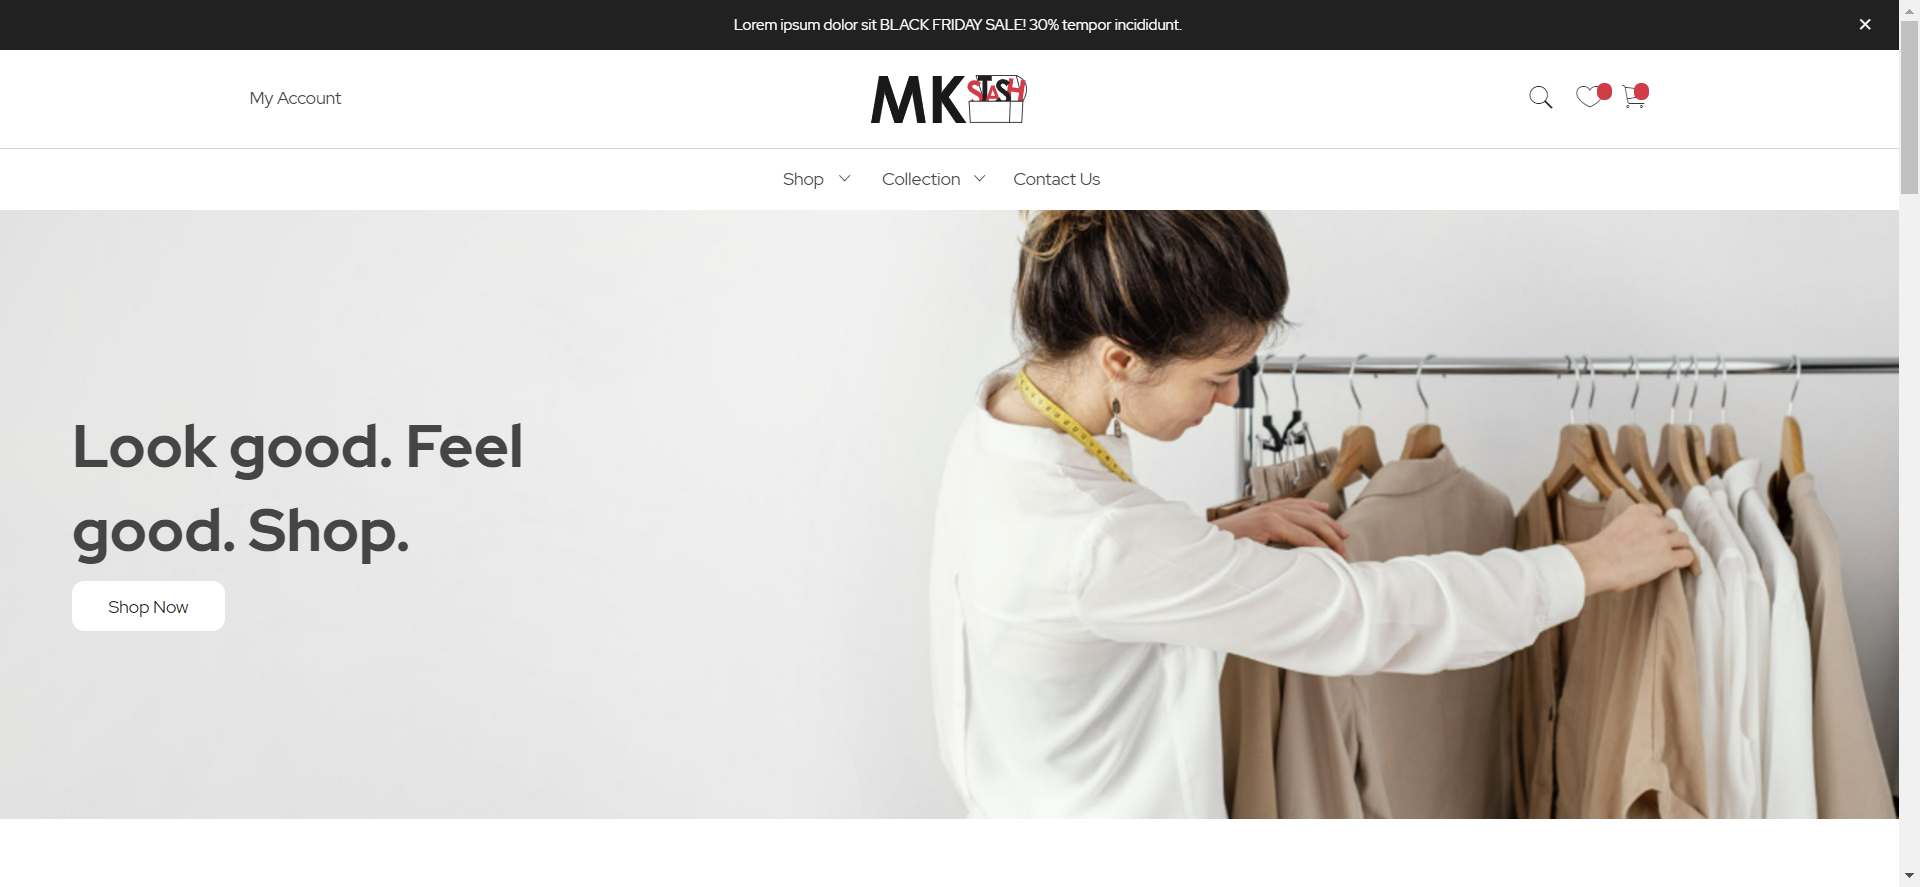 Lorem ipsum dolor sit BLACK FRIDAY SALE! 30% tempor incididunt.
My Account
MK STASH
Shop
Collection
Contact Us
Look good. Feel
good. Shop.
Shop Now